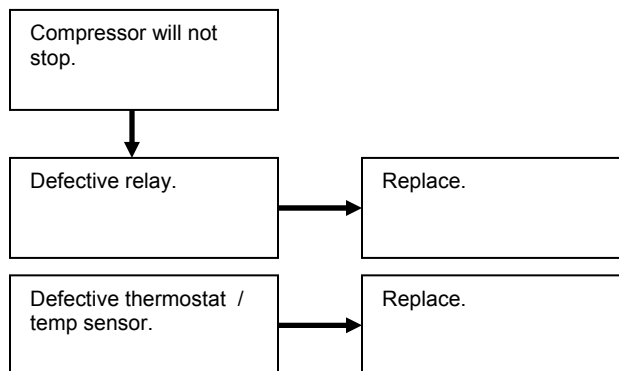 Compressor will not
stop.
Defective relay.
Replace.
Defective thermostat /
temp sensor.
Replace.